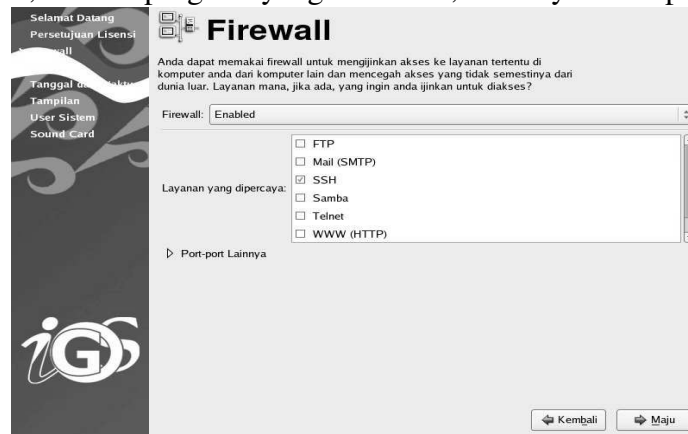 Selamat Datang
Persetujuan Lisensi
Tanggal
Tampilan
User Sistem
Sound Card
iGOS
Firewall
Anda dapat memakai firewall untuk mengijinkan akses ke layanan tertentu di
komputer anda dari komputer lain dan mencegah akses yang tidak semestinya dari
dunia luar. Layanan mana, jika ada, yang ingin anda ijinkan untuk diakses?
Firewall: Enabled
Layanan yang dipercaya:
FTP
Mail (SMTP)
SSH
Samba
Telnet
WWW (HTTP)
Port-port Lainnya
Kembali
Maju